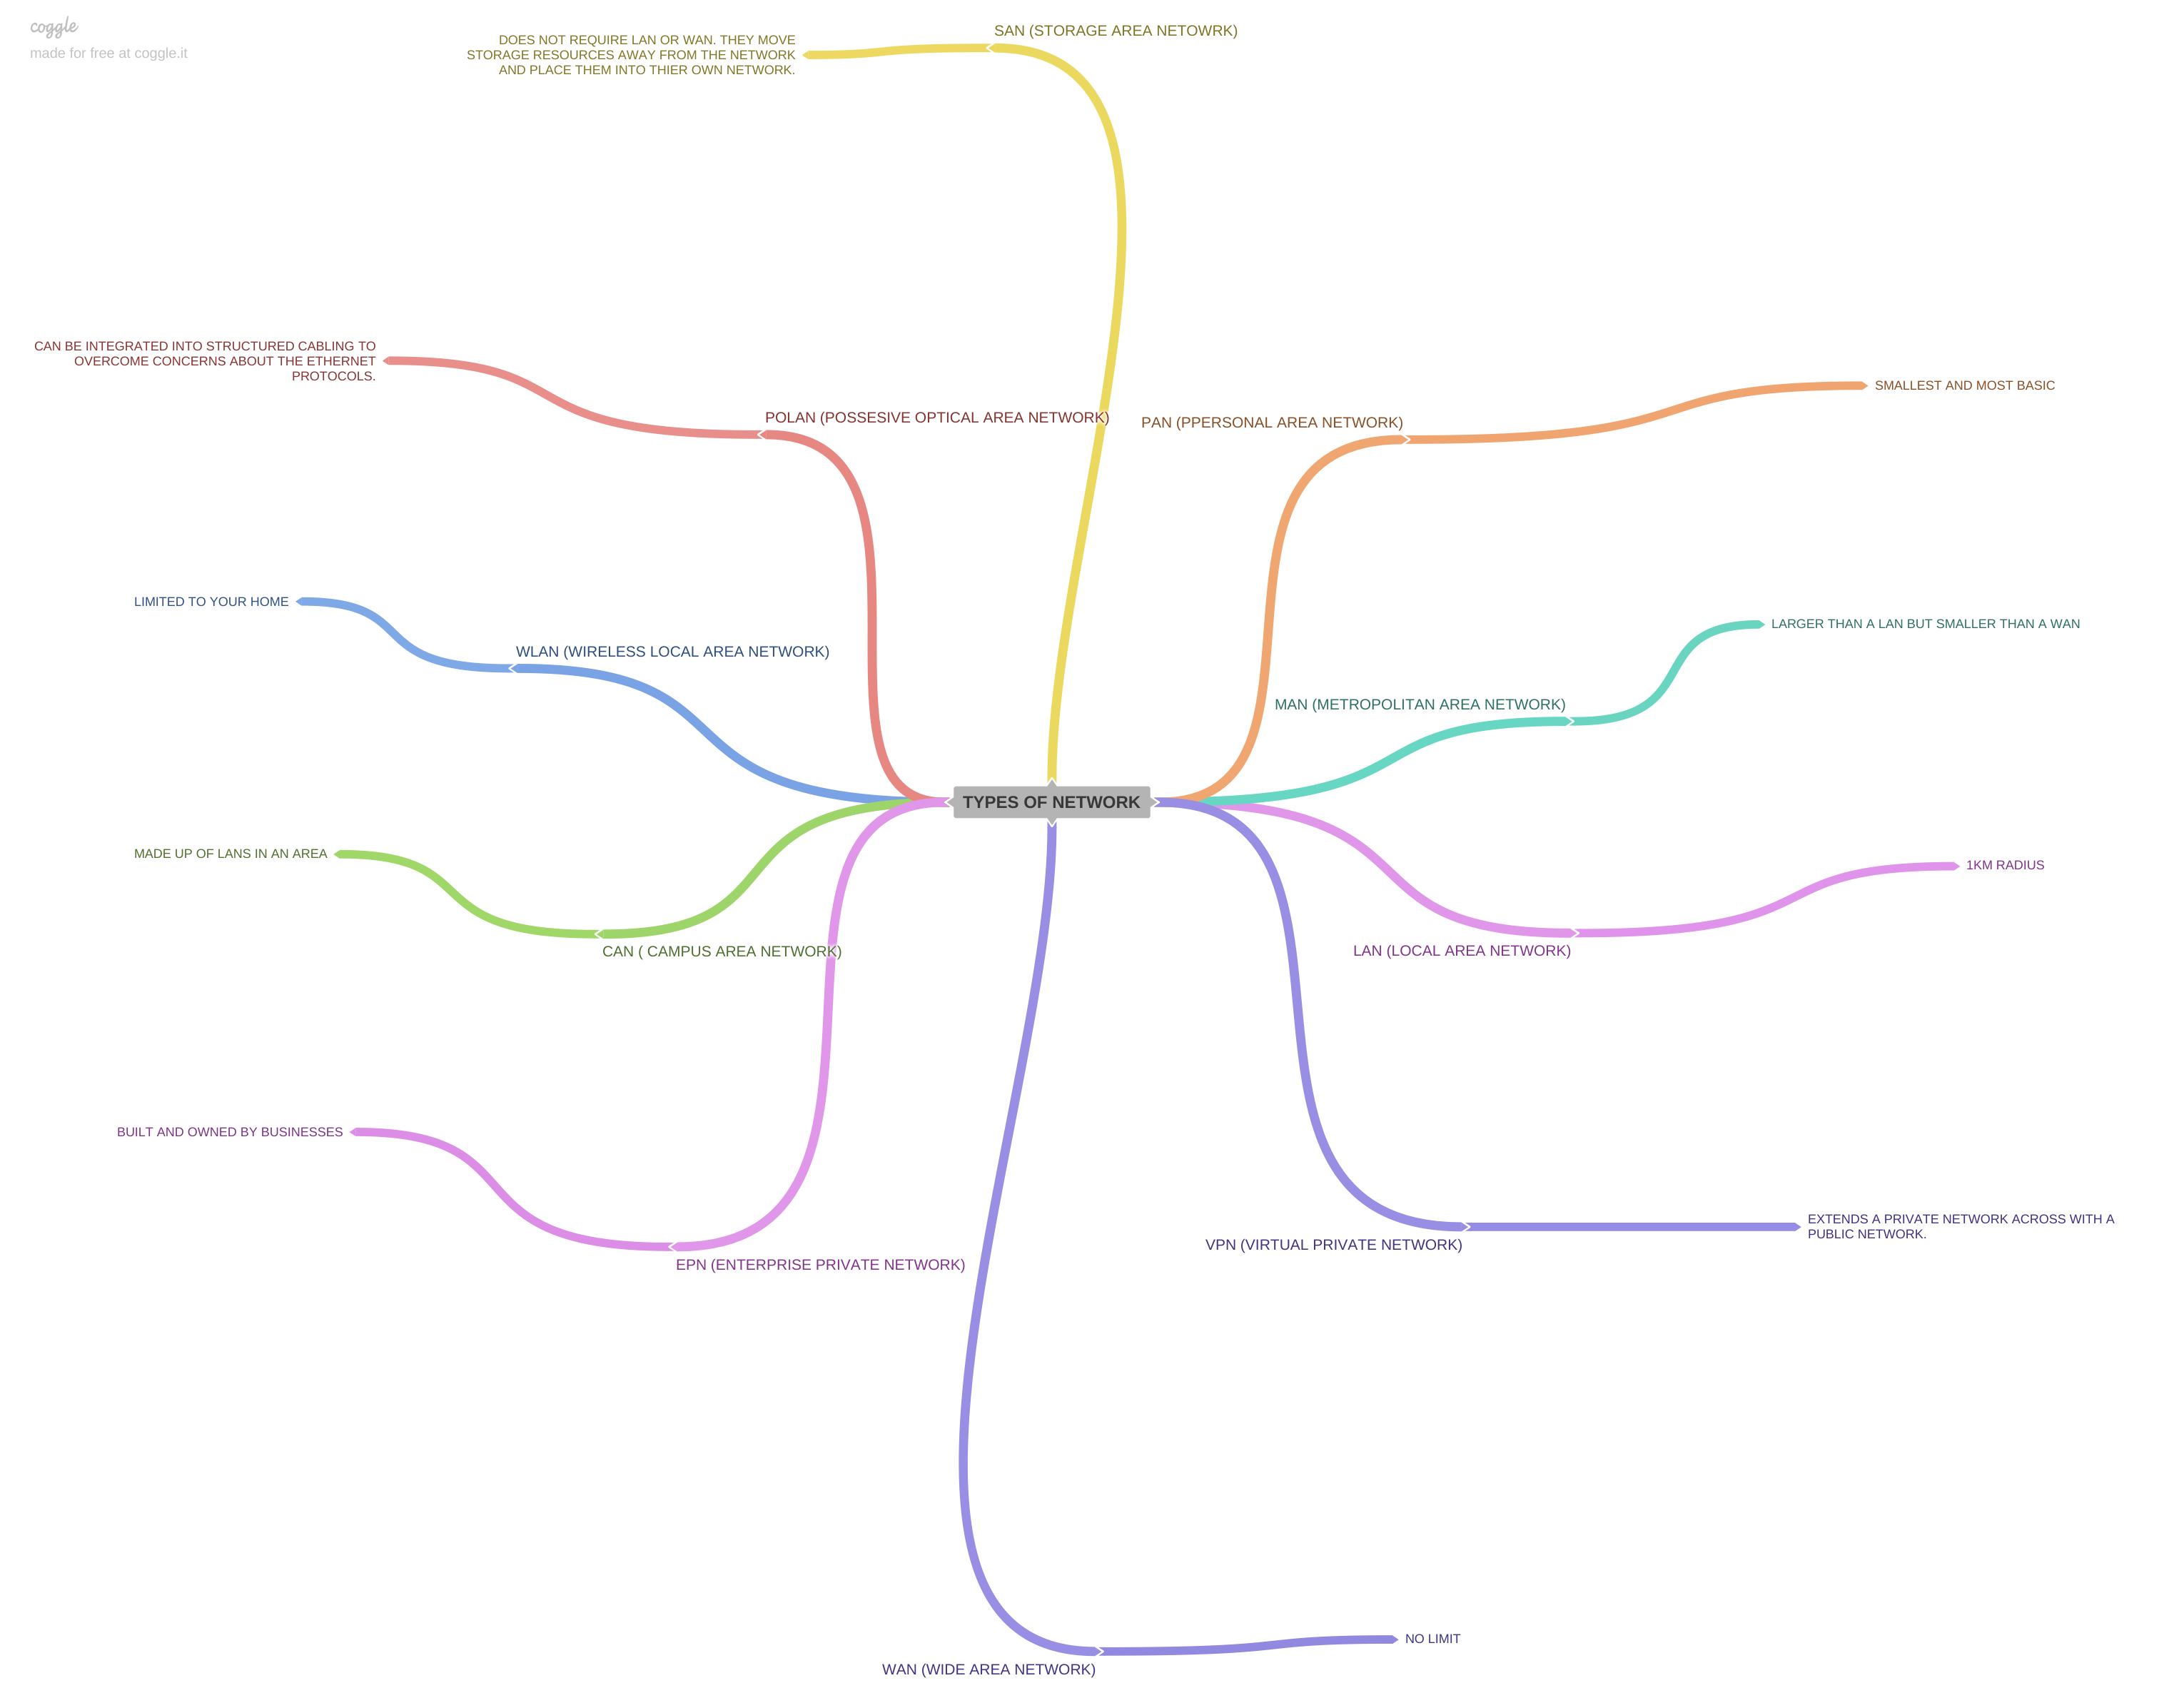 coggle
made for free at coggle.it
SAN (STORAGE AREA NETOWRK)
DOES NOT REQUIRE LAN OR WAN. THEY MOVE
STORAGE RESOURCES AWAY FROM THE NETWORK
AND PLACE THEM INTO THIER OWN NETWORK.
CAN BE INTEGRATED INTO STRUCTURED CABLING TO
OVERCOME CONCERNS ABOUT THE ETHERNET
PROTOCOLS.
POLAN (POSSESIVE OPTICAL AREA NETWORK)
PAN (PPERSONAL AREA NETWORK)
SMALLEST AND MOST BASIC
LIMITED TO YOUR HOME
WLAN (WIRELESS LOCAL AREA NETWORK)
LARGER THAN A LAN BUT SMALLER THAN A WAN
MAN (METROPOLITAN AREA NETWORK)
TYPES OF NETWORK
MADE UP OF LANS IN AN AREA
CAN ( CAMPUS AREA NETWORK)
1KM RADIUS
LAN (LOCAL AREA NETWORK)
BUILT AND OWNED BY BUSINESSES
EPN (ENTERPRISE PRIVATE NETWORK)
VPN (VIRTUAL PRIVATE NETWORK)
EXTENDS A PRIVATE NETWORK ACROSS WITH A
PUBLIC NETWORK.
NO LIMIT
WAN (WIDE AREA NETWORK)